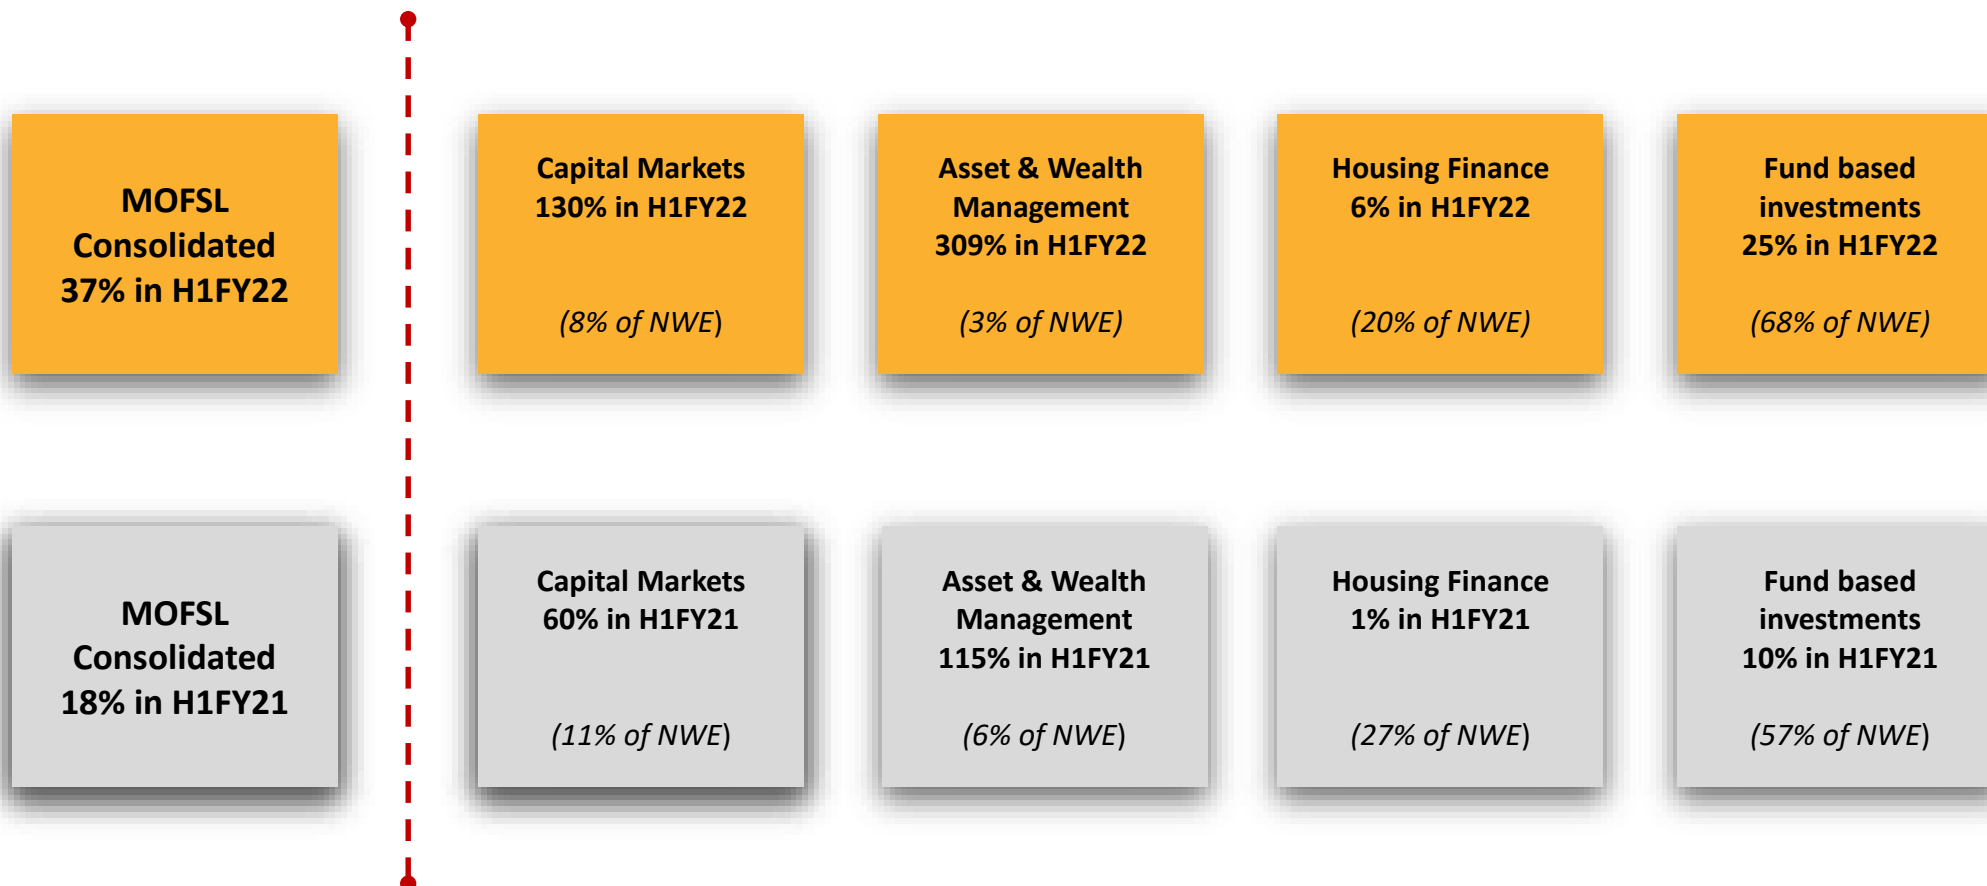 MOFSL
Consolidated
37% in H1FY22
Capital Markets
130% in H1FY22
(8% of NWE)
Asset & Wealth
Management
309% in H1FY22
(3% of NWE)
Housing Finance
6% in H1FY22
(20% of NWE)
Fund based
investments
25% in H1FY22
(68% of NWE)
MOFSL
Consolidated
18% in H1FY21
Capital Markets
60% in H1FY21
(11% of NWE)
Asset & Wealth
Management
115% in H1FY21
(6% of NWE)
Housing Finance
1% in H1FY21
(27% of NWE)
Fund based
investments
10% in H1FY21
(57% of NWE)